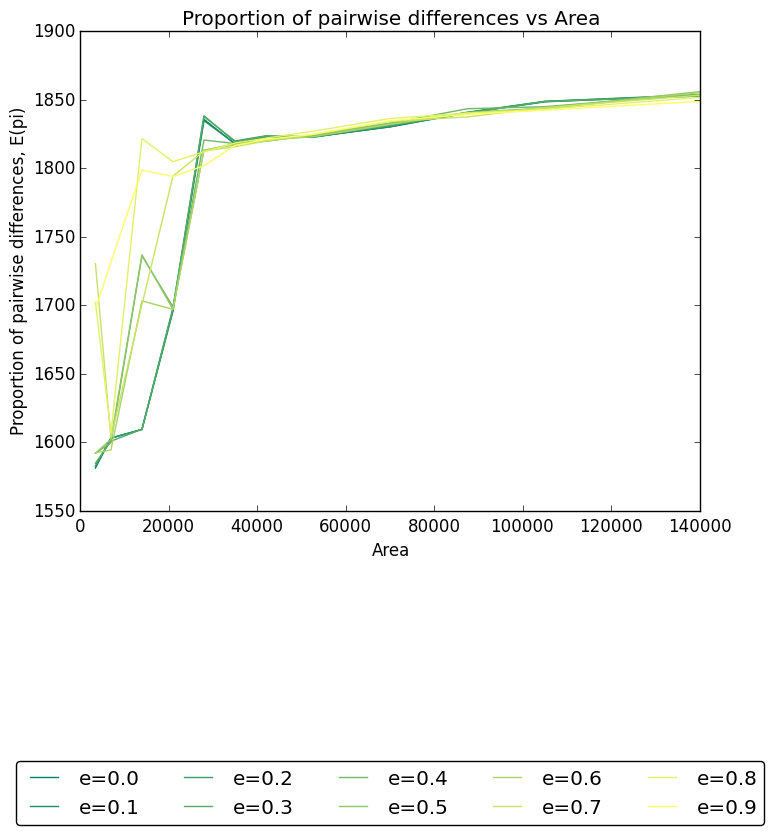 Proportion of pairwise differences vs Area
Proportion of pairwise differences, E(pi)
1900
1850
1800
1750
1700
1650
1600
1550
0 20000 40000 60000 80000 100000 120000 140000
Area
e=0.0 e=0.2 e=0.4 e=0.6 e=0.8
e=0.1 e=0.3 e=0.5 e=0.7 e=0.9